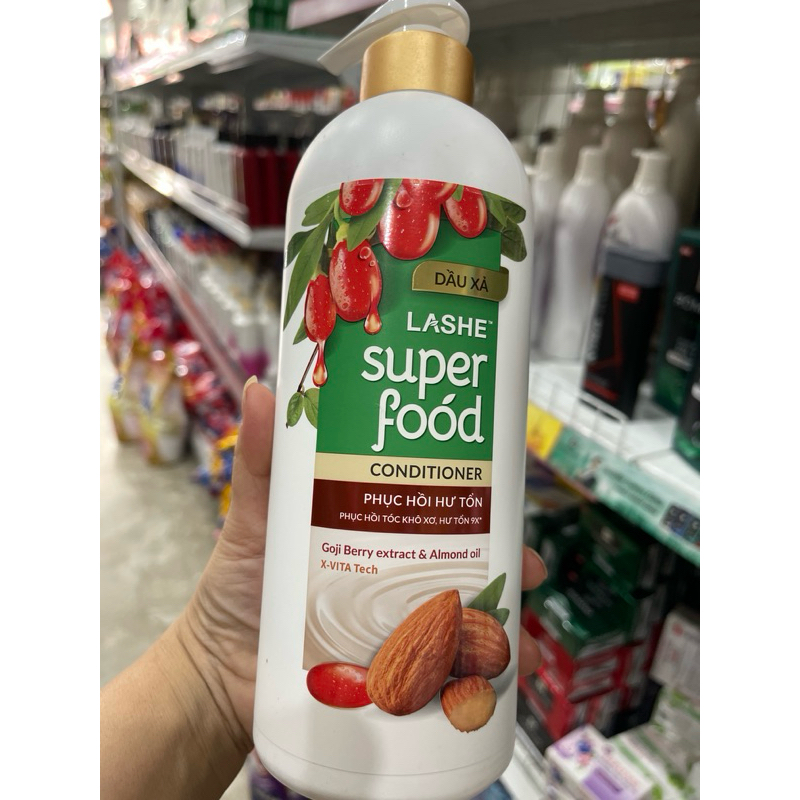 DẦU XẢ
LASHE™
super
foód
CONDITIONER
PHỤC HỒI HƯ TỔN
PHỤC HỒI TÓC KHÔ XƠ, HƯ TỔN 9X*
Goji Berry extract & Almond oil
X-VITA Tech